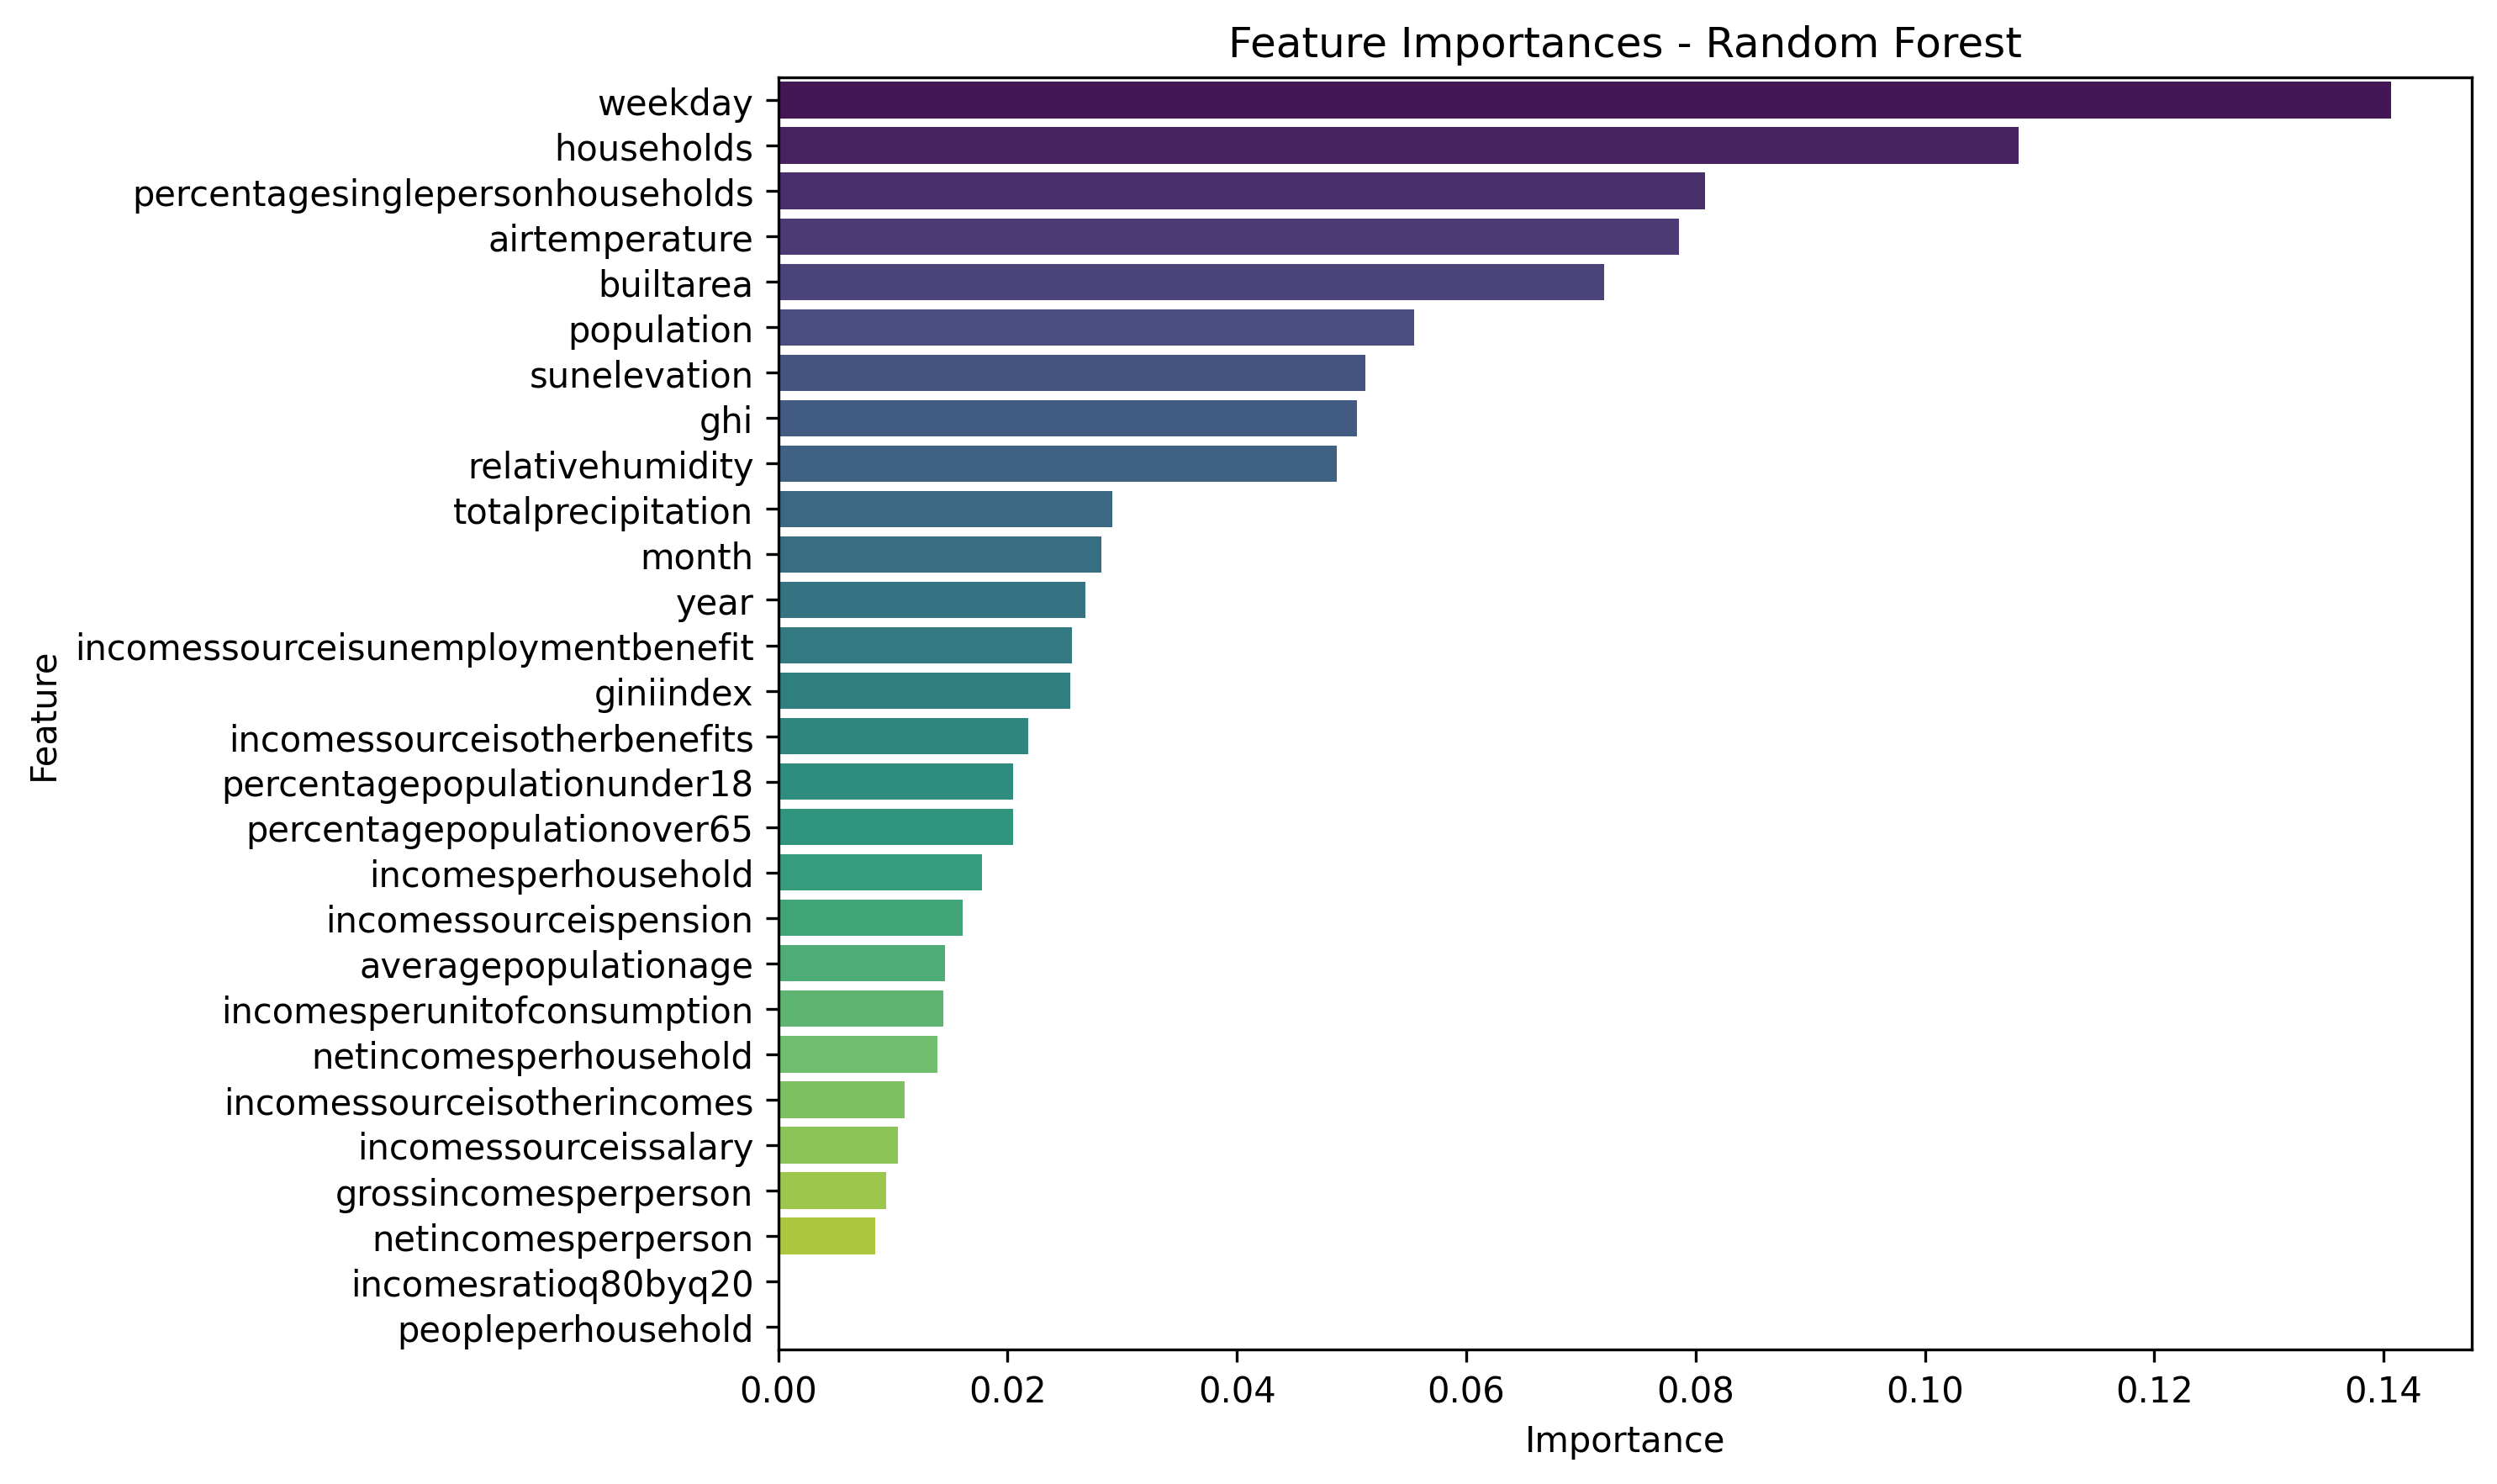 Feature Importances - Random Forest
weekday
households
percentagesinglepersonhouseholds
airtemperature
builtarea
population
sunelevation
ghi
relativehumidity
totalprecipitation
month
year
incomessourceisunemploymentbenefit
giniindex
incomessourceisotherbenefits
percentagepopulationunder18
percentagepopulationover65
incomesperhousehold
incomessourceispension
averagepopulationage
incomesperunitofconsumption
netincomesperhousehold
incomessourceisotherincomes
incomessourceissalary
grossincomesperperson
netincomesperperson
incomesratioq80byq20
peopleperhousehold
Feature
0.00 0.02 0.04 0.06 0.08 0.10 0.12 0.14
Importance